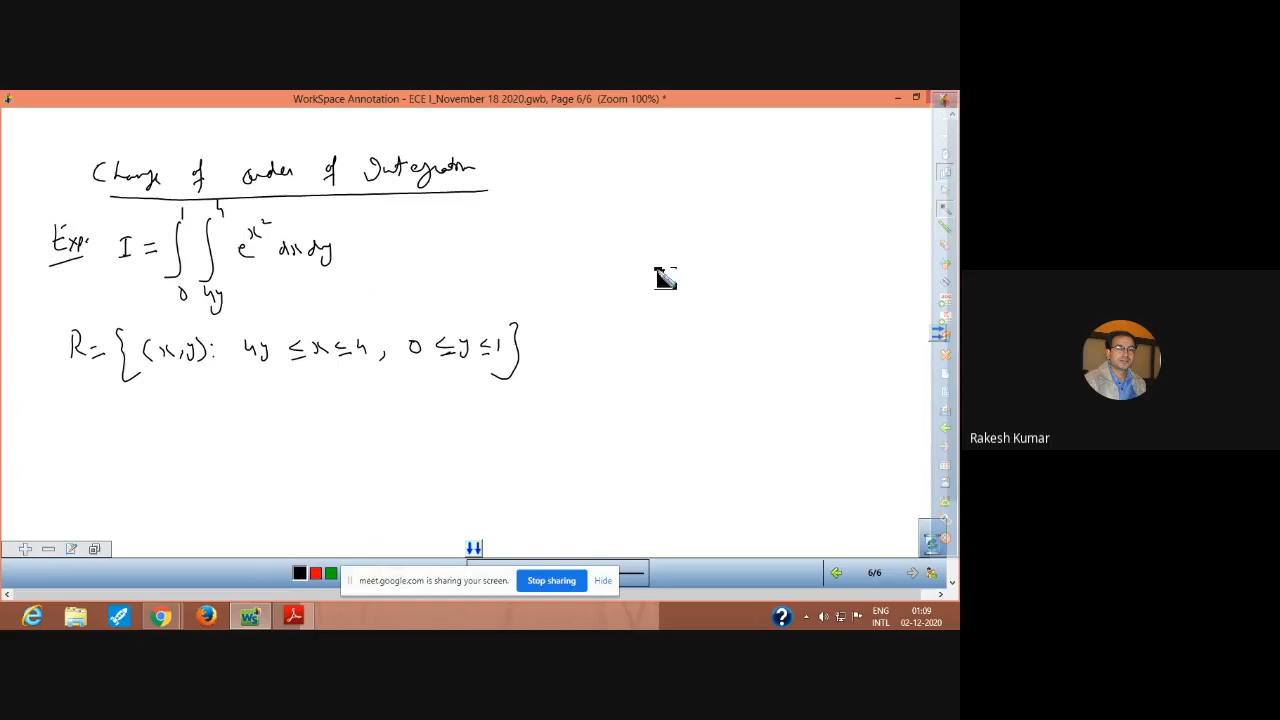 WorkSpace Annotation - ECE I_November 18 2020.gwb, Page 6/6 (Zoom 100%) *
Change of order of Integration
Exp: I = ∫₀¹ ∫₄ᵧ⁴ e^x² dx dy
R = { (x,y): 4y ≤ x ≤ 4, 0 ≤ y ≤ 1 }
Rakesh Kumar
6/6
meet.google.com is sharing your screen. Stop sharing Hide
ENG 01:09
INTL 02-12-2020